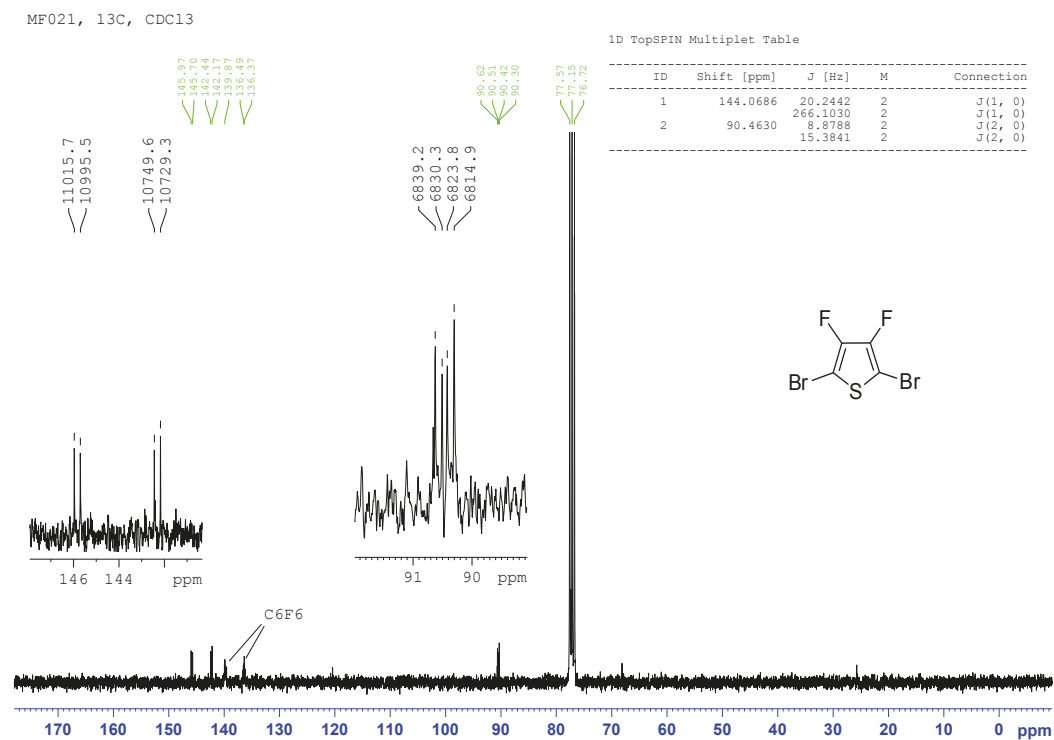 MF021, 13C, CDCl3
1D TopSPIN Multiplet Table
ID Shift [ppm] J [Hz] M Connection
1 144.0686 20.2442 2 J(1, 0)
266.1030 2 J(1, 0)
2 90.4630 8.8788 2 J(2, 0)
15.3841 2 J(2, 0)
145.97
145.70
142.44
142.17
139.87
136.49
136.37
90.62
90.51
90.42
90.30
77.57
77.15
76.72
11015.7
10995.5
10749.6
10729.3
6839.2
6830.3
6823.8
6814.9
F F
Br S Br
146 144 ppm
91 90 ppm
C6F6
170 160 150 140 130 120 110 100 90 80 70 60 50 40 30 20 10 0 ppm